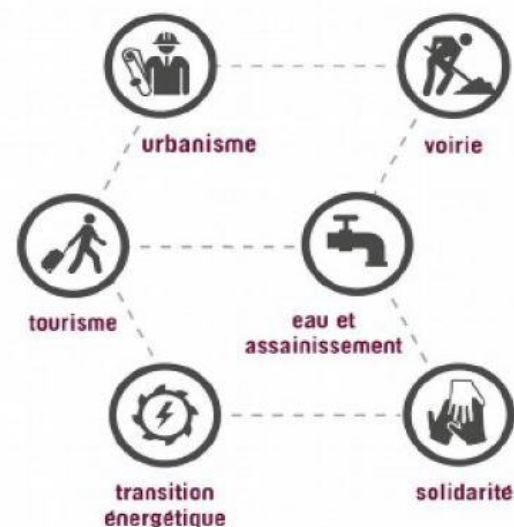 urbanisme
voirie
tourisme
eau et
assainissement
transition
énergétique
solidarité